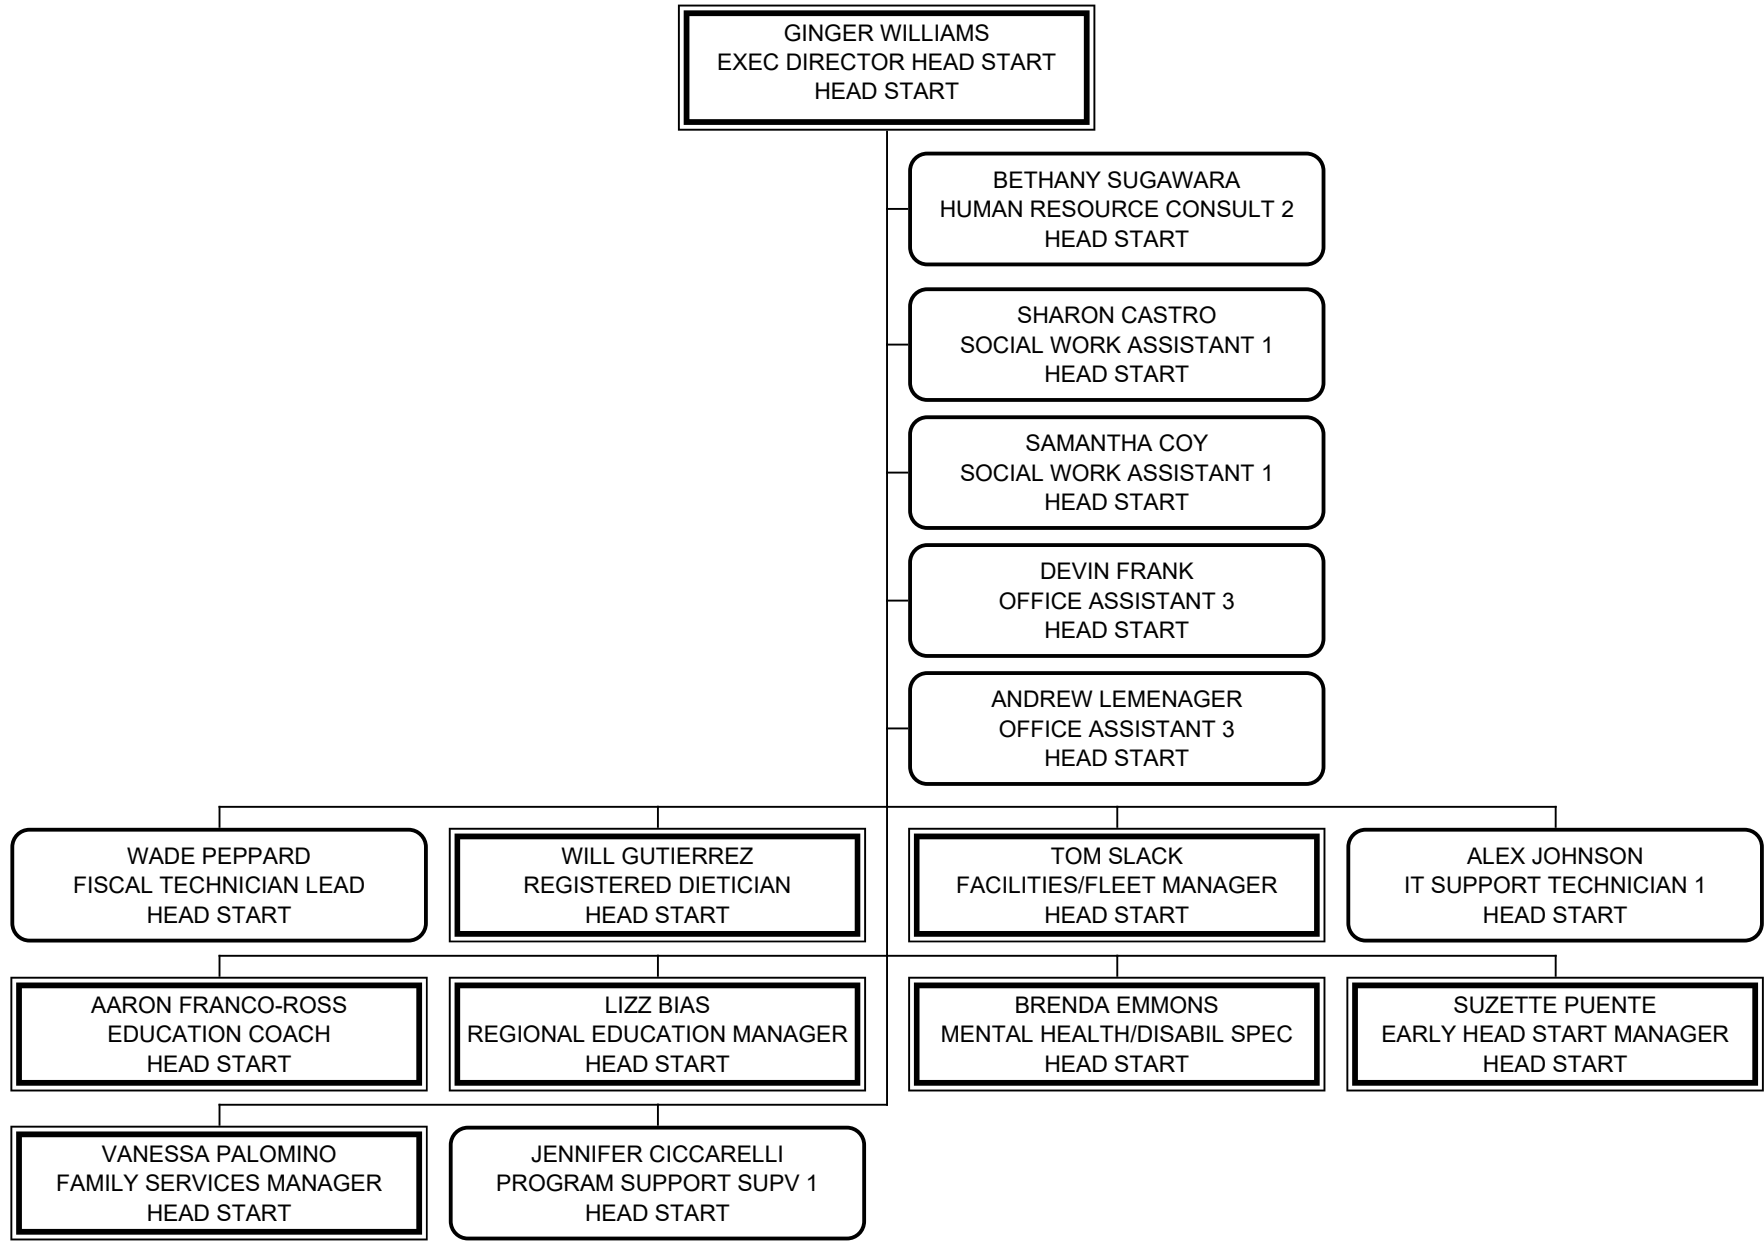 GINGER WILLIAMS
EXEC DIRECTOR HEAD START
HEAD START
BETHANY SUGAWARA
HUMAN RESOURCE CONSULT 2
HEAD START
SHARON CASTRO
SOCIAL WORK ASSISTANT 1
HEAD START
SAMANTHA COY
SOCIAL WORK ASSISTANT 1
HEAD START
DEVIN FRANK
OFFICE ASSISTANT 3
HEAD START
ANDREW LEMENAGER
OFFICE ASSISTANT 3
HEAD START
WADE PEPPARD
FISCAL TECHNICIAN LEAD
HEAD START
WILL GUTIERREZ
REGISTERED DIETICIAN
HEAD START
TOM SLACK
FACILITIES/FLEET MANAGER
HEAD START
ALEX JOHNSON
IT SUPPORT TECHNICIAN 1
HEAD START
AARON FRANCO-ROSS
EDUCATION COACH
HEAD START
LIZZ BIAS
REGIONAL EDUCATION MANAGER
HEAD START
BRENDA EMMONS
MENTAL HEALTH/DISABIL SPEC
HEAD START
SUZETTE PUENTE
EARLY HEAD START MANAGER
HEAD START
VANESSA PALOMINO
FAMILY SERVICES MANAGER
HEAD START
JENNIFER CICCARELLI
PROGRAM SUPPORT SUPV 1
HEAD START